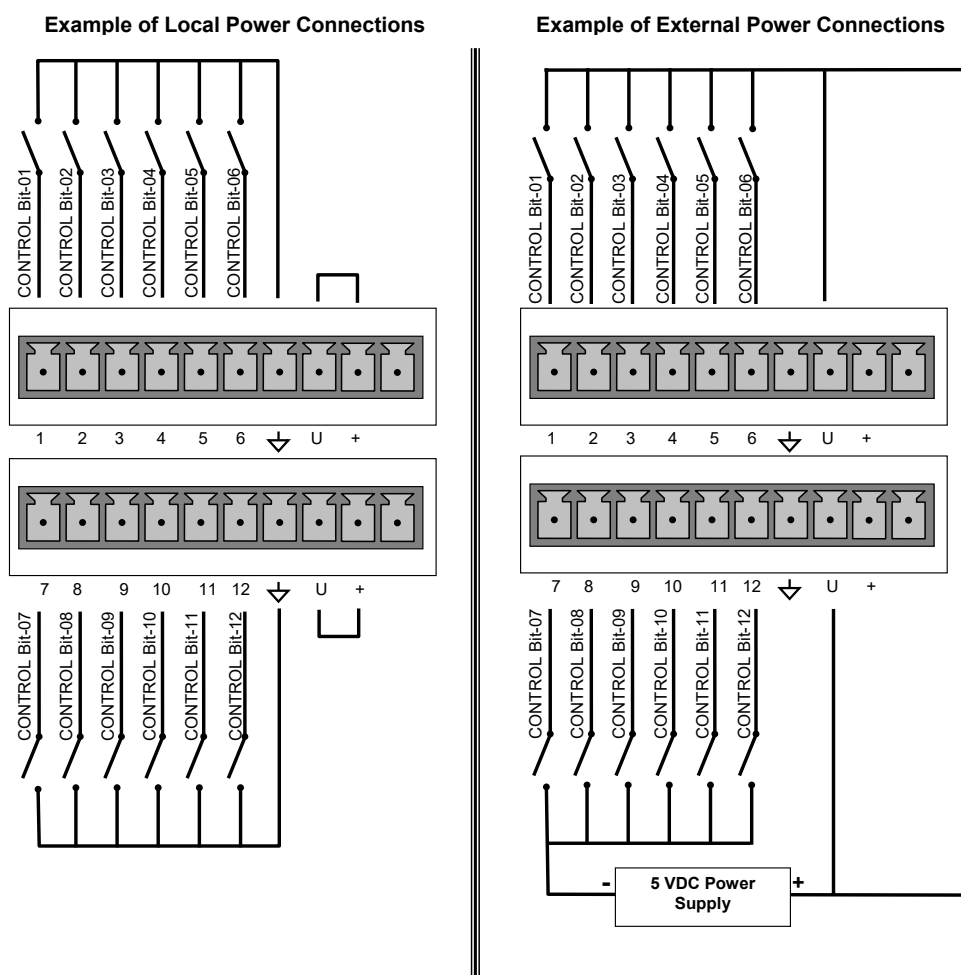 Example of Local Power Connections
CONTROL Bit-01
CONTROL Bit-02
CONTROL Bit-03
CONTROL Bit-04
CONTROL Bit-05
CONTROL Bit-06
1 2 3 4 5 6 U +
7 8 9 10 11 12 U +
CONTROL Bit-07
CONTROL Bit-08
CONTROL Bit-09
CONTROL Bit-10
CONTROL Bit-11
CONTROL Bit-12
Example of External Power Connections
CONTROL Bit-01
CONTROL Bit-02
CONTROL Bit-03
CONTROL Bit-04
CONTROL Bit-05
CONTROL Bit-06
1 2 3 4 5 6 U +
7 8 9 10 11 12 U +
CONTROL Bit-07
CONTROL Bit-08
CONTROL Bit-09
CONTROL Bit-10
CONTROL Bit-11
CONTROL Bit-12
- 5 VDC Power +
Supply